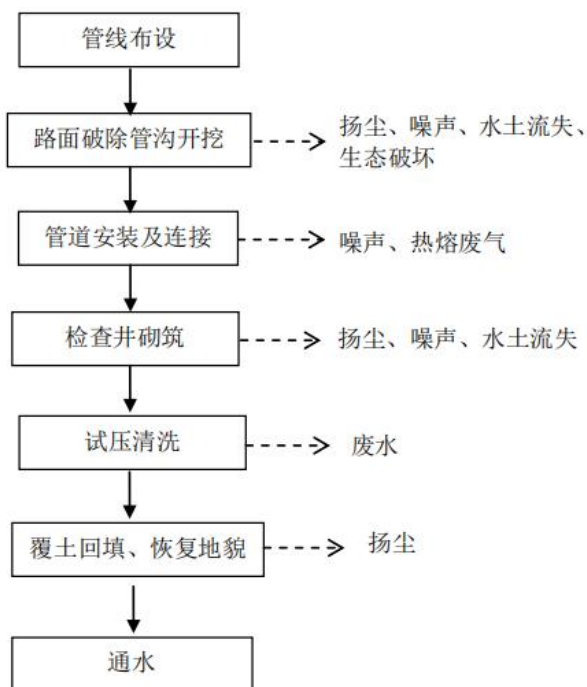 管线布设
路面破除管沟开挖
扬尘、噪声、水土流失、
生态破坏
管道安装及连接
噪声、热熔废气
检查井砌筑
扬尘、噪声、水土流失
试压清洗
废水
覆土回填、恢复地貌
扬尘
通水